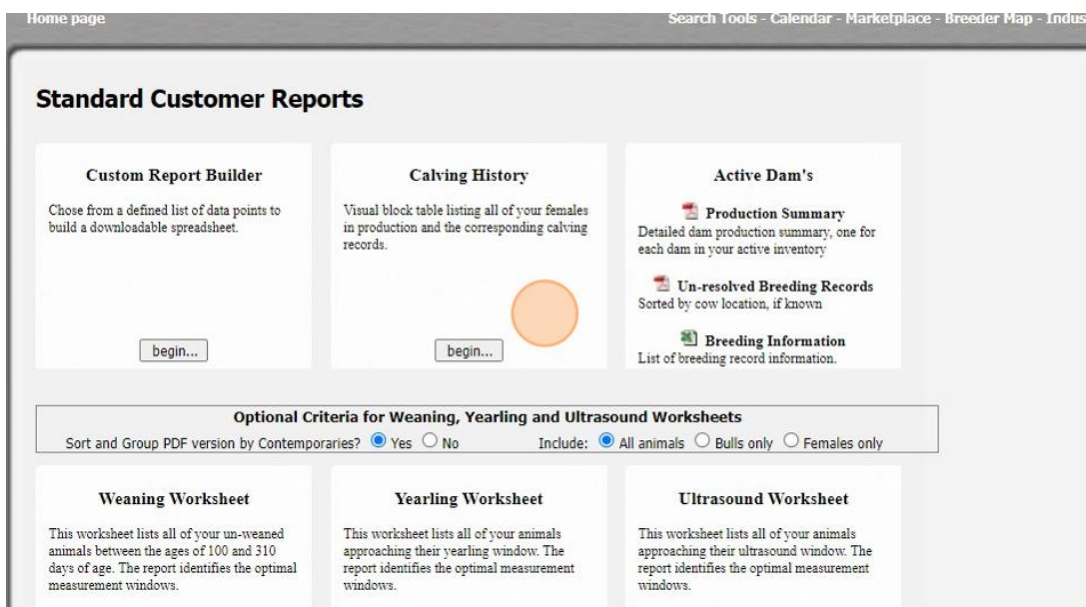 Home page
Search Tools - Calendar - Marketplace - Breeder Map - Indus
Standard Customer Reports
Custom Report Builder
Chose from a defined list of data points to
build a downloadable spreadsheet.
begin...
Calving History
Visual block table listing all of your females
in production and the corresponding calving
records.
begin...
Active Dam's
Production Summary
Detailed dam production summary, one for
each dam in your active inventory
Un-resolved Breeding Records
Sorted by cow location, if known
Breeding Information
List of breeding record information.
Optional Criteria for Weaning, Yearling and Ultrasound Worksheets
Sort and Group PDF version by Contemporaries? Yes No Include: All animals Bulls only Females only
Weaning Worksheet
This worksheet lists all of your un-weaned
animals between the ages of 100 and 310
days of age. The report identifies the optimal
measurement windows.
Yearling Worksheet
This worksheet lists all of your animals
approaching their yearling window. The
report identifies the optimal measurement
windows.
Ultrasound Worksheet
This worksheet lists all of your animals
approaching their ultrasound window. The
report identifies the optimal measurement
windows.